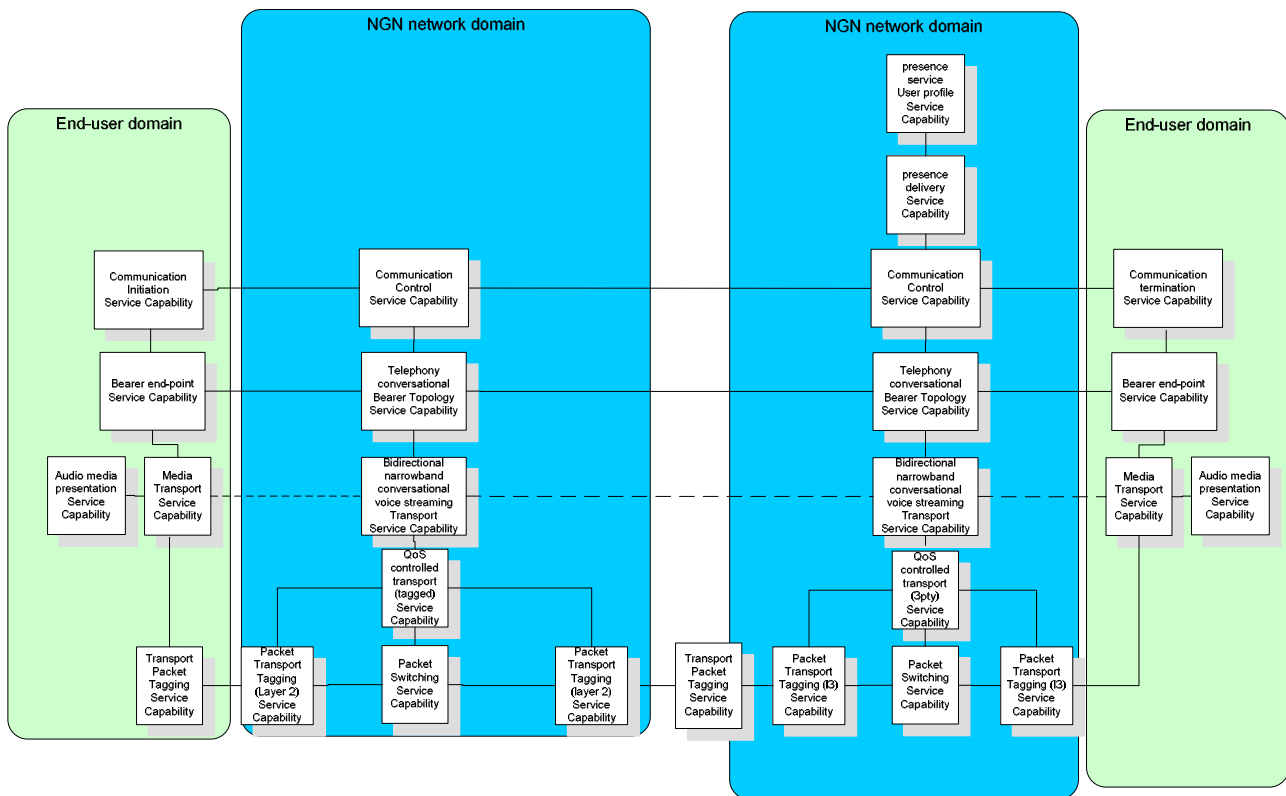 NGN network domain
NGN network domain
presence
service
User profile
Service
Capability
End-user domain
End-user domain
presence
delivery
Service
Capability
Communication
Initiation
Service Capability
Communication
Control
Service Capability
Communication
Control
Service Capability
Communication
termination
Service Capability
Bearer end-point
Service Capability
Telephony
conversational
Bearer Topology
Service Capability
Telephony
conversational
Bearer Topology
Service Capability
Bearer end-point
Service Capability
Audio media
presentation
Service
Capability
Media
Transport
Service
Capability
Bidirectional
narrowband
conversational
voice streaming
Transport
Service Capability
Bidirectional
narrowband
conversational
voice streaming
Transport
Service Capability
Media
Transport
Service
Capability
Audio media
presentation
Service
Capability
QoS
controlled
transport
(tagged)
Service
Capability
QoS
controlled
transport
(3pty)
Service
Capability
Transport
Packet
Tagging
Service
Capability
Packet
Transport
Tagging
(Layer 2)
Service
Capability
Packet
Switching
Service
Capability
Packet
Transport
Tagging
(layer 2)
Service
Capability
Transport
Packet
Tagging
Service
Capability
Packet
Transport
Tagging (l3)
Service
Capability
Packet
Switching
Service
Capability
Packet
Transport
Tagging (l3)
Service
Capability